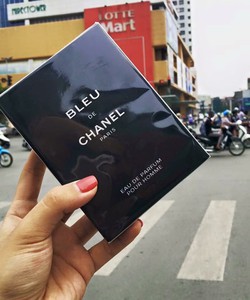 LOTTE
Mart
BLEU
DE
CHANEL
PARIS
EAU DE PARFUM
POUR HOMME